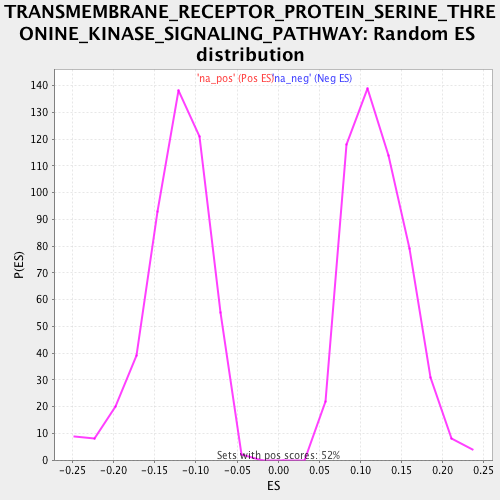 TRANSMEMBRANE_RECEPTOR_PROTEIN_SERINE_THRE
ONINE_KINASE_SIGNALING_PATHWAY: Random ES
distribution
'na_pos' (Pos ES)'na_neg' (Neg ES)
140
130
120
110
100
90
80
70
60
50
40
30
20
10
0
P(ES)
Sets with pos scores: 52%
-0.25 -0.20 -0.15 -0.10 -0.05 0.00 0.05 0.10 0.15 0.20 0.25
ES